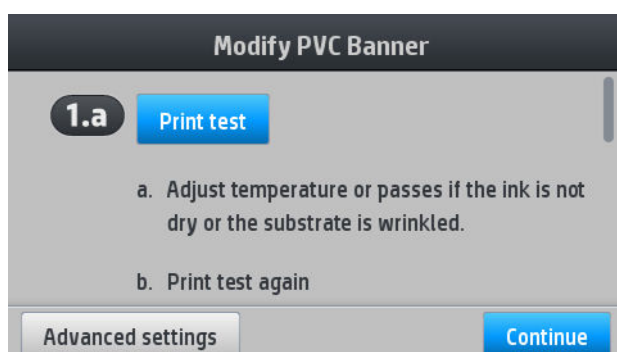 Modify PVC Banner
1.a Print test
a. Adjust temperature or passes if the ink is not
dry or the substrate is wrinkled.
b. Print test again
Advanced settings Continue